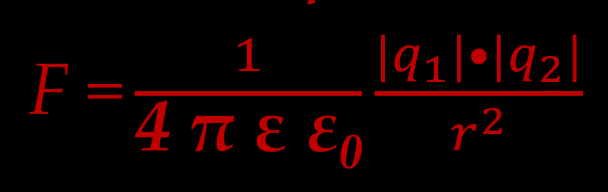 F = 1 / (4 π ε ε₀) |q₁|•|q₂| / r²